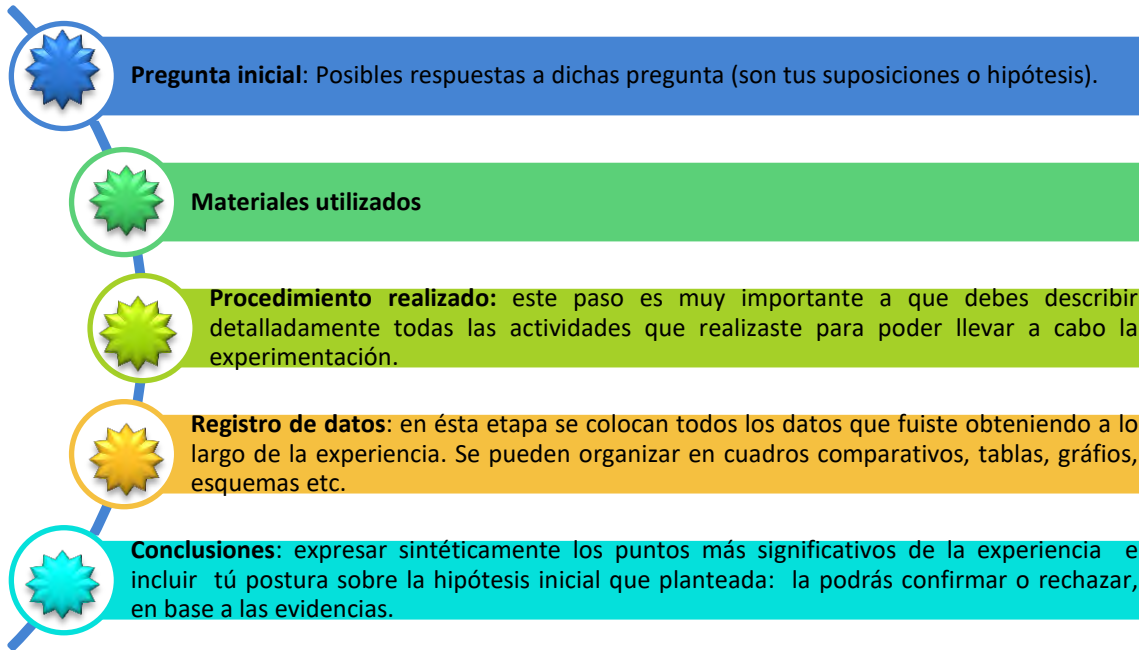 Pregunta inicial: Posibles respuestas a dichas pregunta (son tus suposiciones o hipótesis).
Materiales utilizados
Procedimiento realizado: este paso es muy importante a que debes describir
detalladamente todas las actividades que realizaste para poder llevar a cabo la
experimentación.
Registro de datos: en ésta etapa se colocan todos los datos que fuiste obteniendo a lo
largo de la experiencia. Se pueden organizar en cuadros comparativos, tablas, gráfios,
esquemas etc.
Conclusiones: expresar sintéticamente los puntos más significativos de la experiencia e
incluir tú postura sobre la hipótesis inicial que planteada: la podrás confirmar o rechazar,
en base a las evidencias.